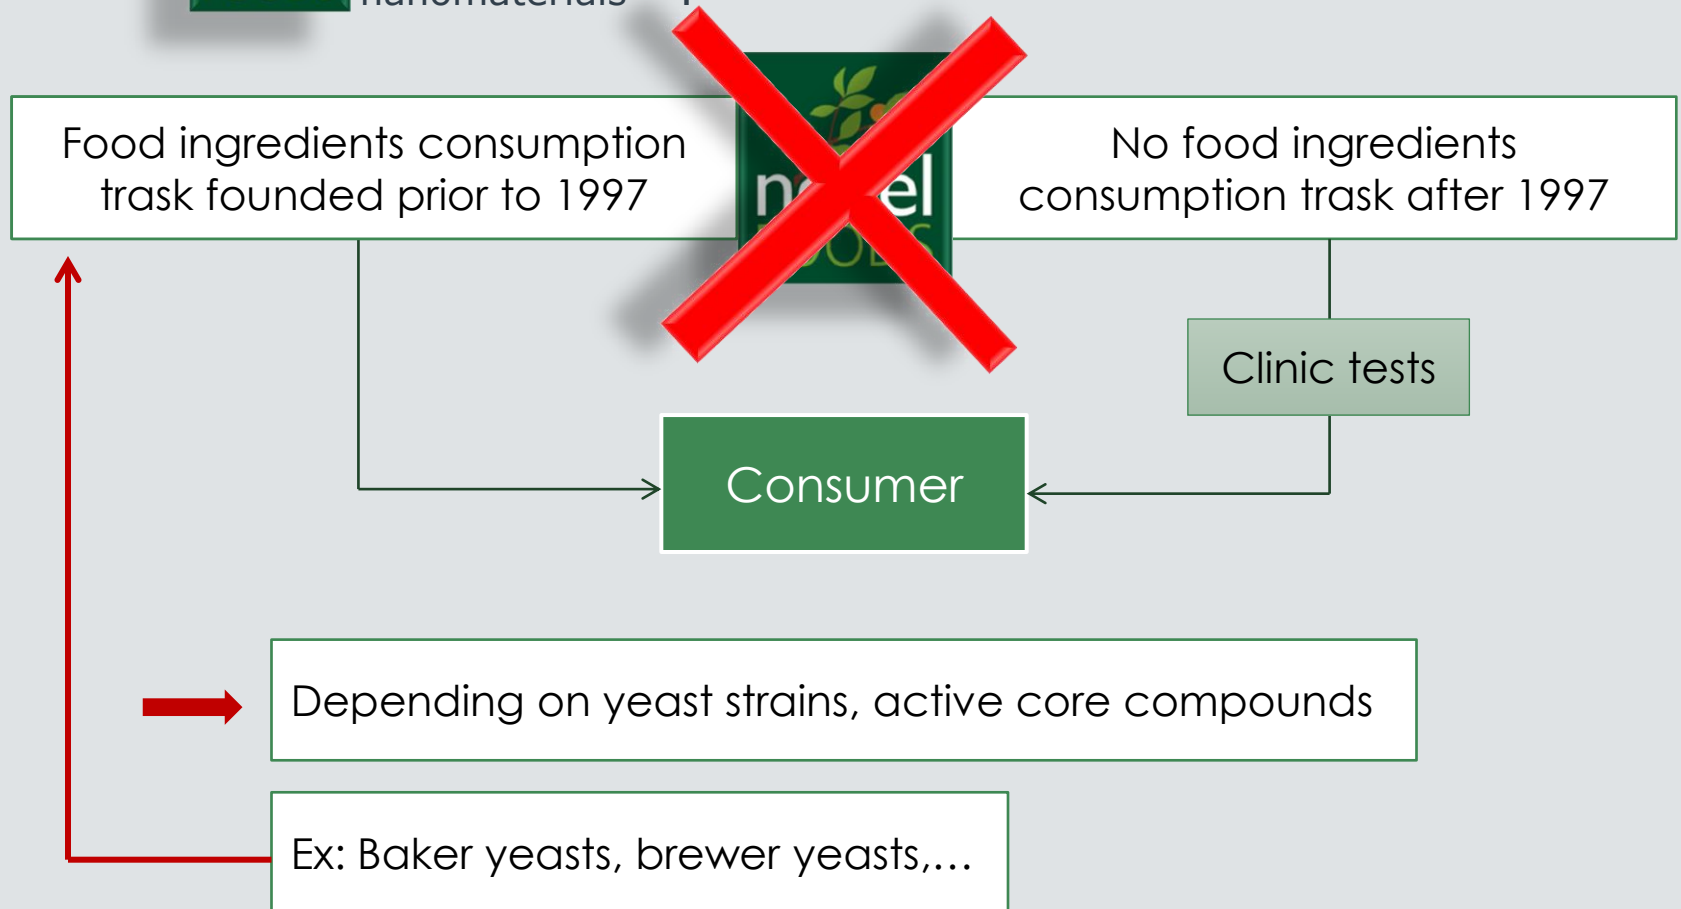 nanomaterials
Food ingredients consumption
trask founded prior to 1997
No food ingredients
consumption trask after 1997
Clinic tests
Consumer
Depending on yeast strains, active core compounds
Ex: Baker yeasts, brewer yeasts,…